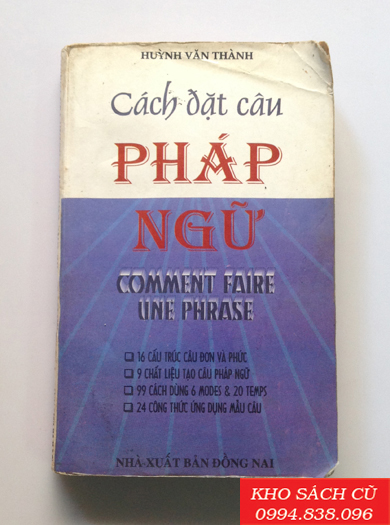 HUỲNH VĂN THÀNH
Cách đặt câu
PHÁP
NGỮ
COMMENT FAIRE
UNE PHRASE
❑ 16 CẤU TRÚC CÂU ĐƠN VÀ PHỨC
❑ 9 CHẤT LIỆU TẠO CÂU PHÁP NGỮ
❑ 99 CÁCH DÙNG 6 MODES & 20 TEMPS
❑ 24 CÔNG THỨC ỨNG DỤNG MẪU CÂU
NHÀ XUẤT BẢN ĐỒNG NAI
KHO SÁCH CŨ
0994.838.096